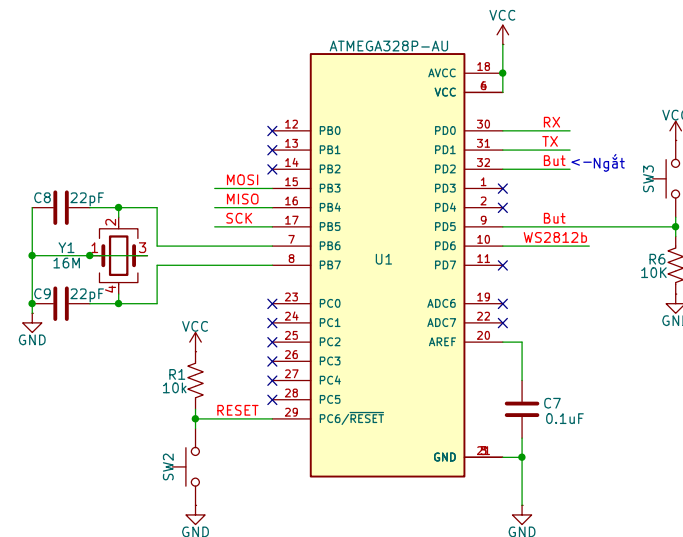 VCC
ATMEGA328P-AU
AVCC 18
VCC
12 PB0 PD0 30 RX
13 PB1 PD1 31 TX
14 PB2 PD2 32 But <-Ngắt
MOSI 15 PB3 PD3 1
MISO 16 PB4 PD4 2
SCK 17 PB5 PD5 9 But
7 PB6 PD6 10 WS2812b
8 PB7 PD7 11
U1
C8 22pF
2
Y1 1 3
16M
4
C9 22pF
GND
23 PC0 ADC6 19
24 PC1 ADC7 22
25 PC2 AREF 20
26 PC3
27 PC4
28 PC5
RESET 29 PC6/RESET
GND
VCC
R1
10k
SW2
GND
C7
0.1uF
GND
VCC
SW3
R6
10K